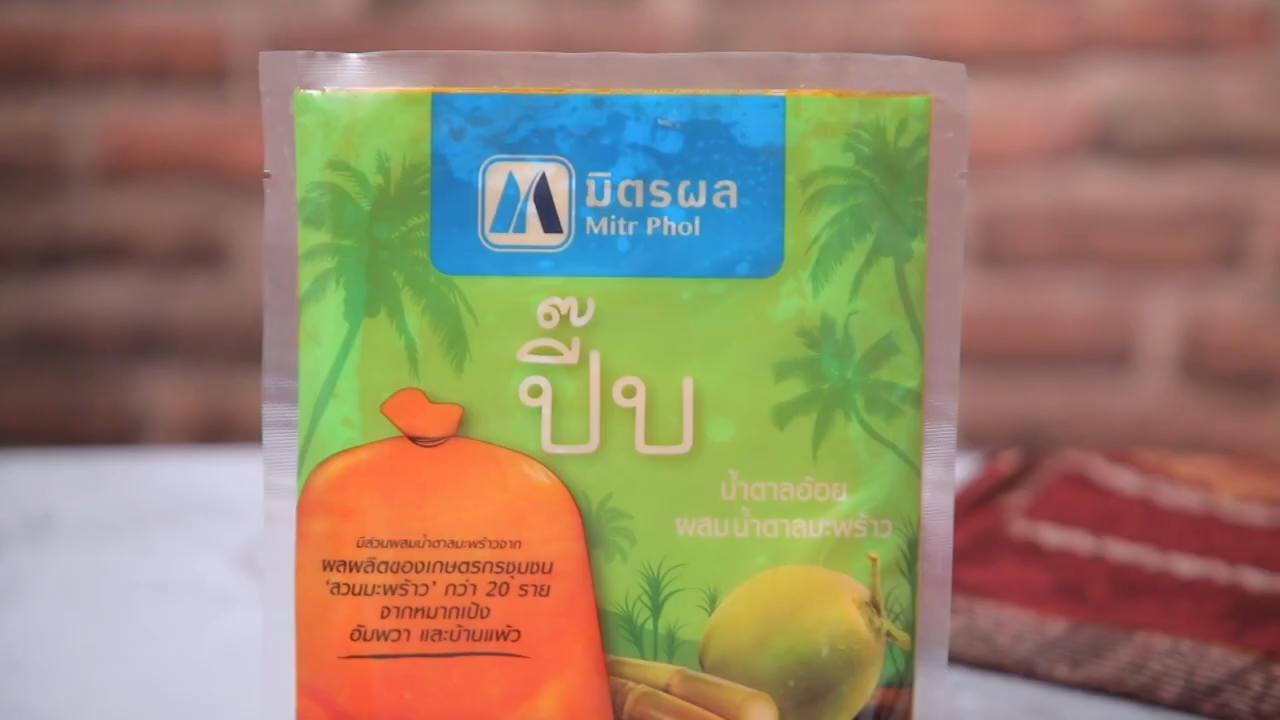 มิตรผล
Mitr Phol
ปี๊บ
น้ำตาลอ้อย
ผสมน้ำตาลมะพร้าว
มีส่วนผสมน้ำตาลมะพร้าวจาก
ผลผลิตของเกษตรกรชุมชน
‘สวนมะพร้าว’ กว่า 20 ราย
จากหมากเป้ง
อัมพวา และบ้านแพ้ว